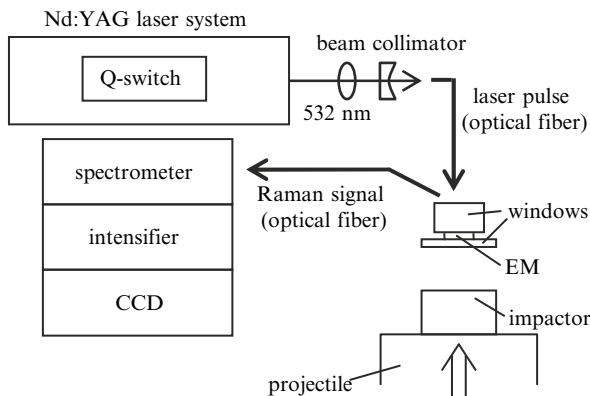 Nd:YAG laser system
Q-switch
beam collimator
532 nm
laser pulse
(optical fiber)
spectrometer
intensifier
CCD
Raman signal
(optical fiber)
windows
EM
impactor
projectile